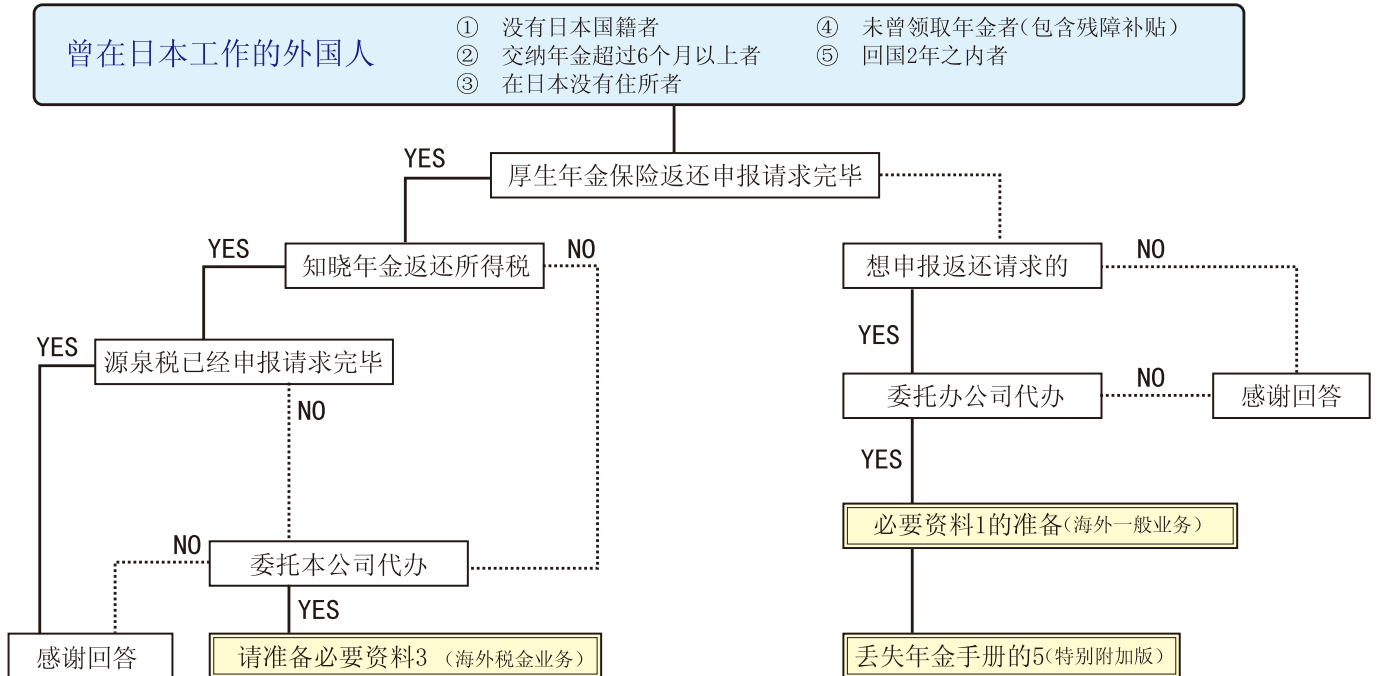 曾在日本工作的外国人
① 没有日本国籍者
② 交纳年金超过6个月以上者
③ 在日本没有住所者
④ 未曾领取年金者(包含残障补贴)
⑤ 回国2年之内者
YES
厚生年金保险返还申报请求完毕
YES
知晓年金返还所得税
NO
想申报返还请求的
NO
YES
YES
源泉税已经申报请求完毕
NO
委托办公司代办
NO
感谢回答
YES
必要资料1的准备(海外一般业务)
NO
委托本公司代办
YES
感谢回答
请准备必要资料3 (海外税金业务)
丢失年金手册的5(特别附加版)